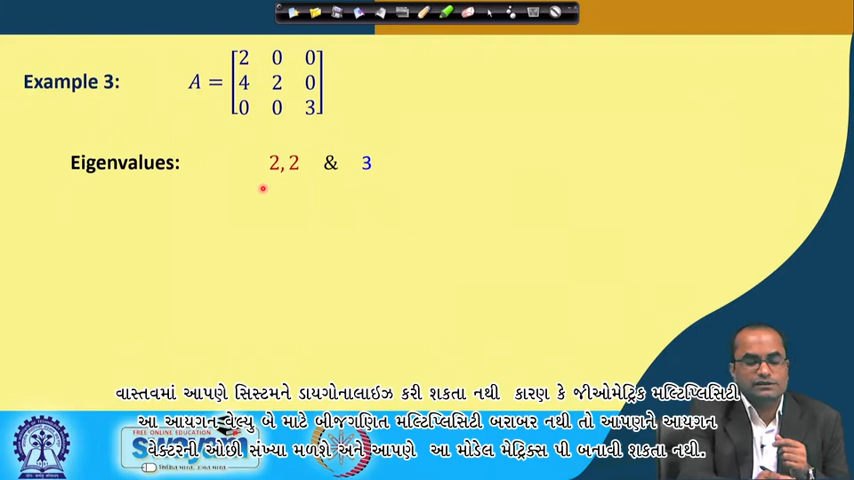 Example 3:
A = [2 0 0
4 2 0
0 0 3]
Eigenvalues: 2, 2 & 3
વાસ્તવમાં આપણે સિસ્ટમને ડાયગોનાલાઇઝ કરી શકતા નથી કારણ કે જીઓમેટ્રિક મલ્ટિપ્લિસિટી
આ આયગન વેલ્યુ બે માટે બીજગણિત મલ્ટિપ્લિસિટી બરાબર નથી તો આપણને આયગન
વેક્ટરની ઓછી સંખ્યા મળશે અને આપણે આ મોડેલ મેટ્રિક્સ પી બનાવી શકતા નથી.
FREE ONLINE EDUCATION